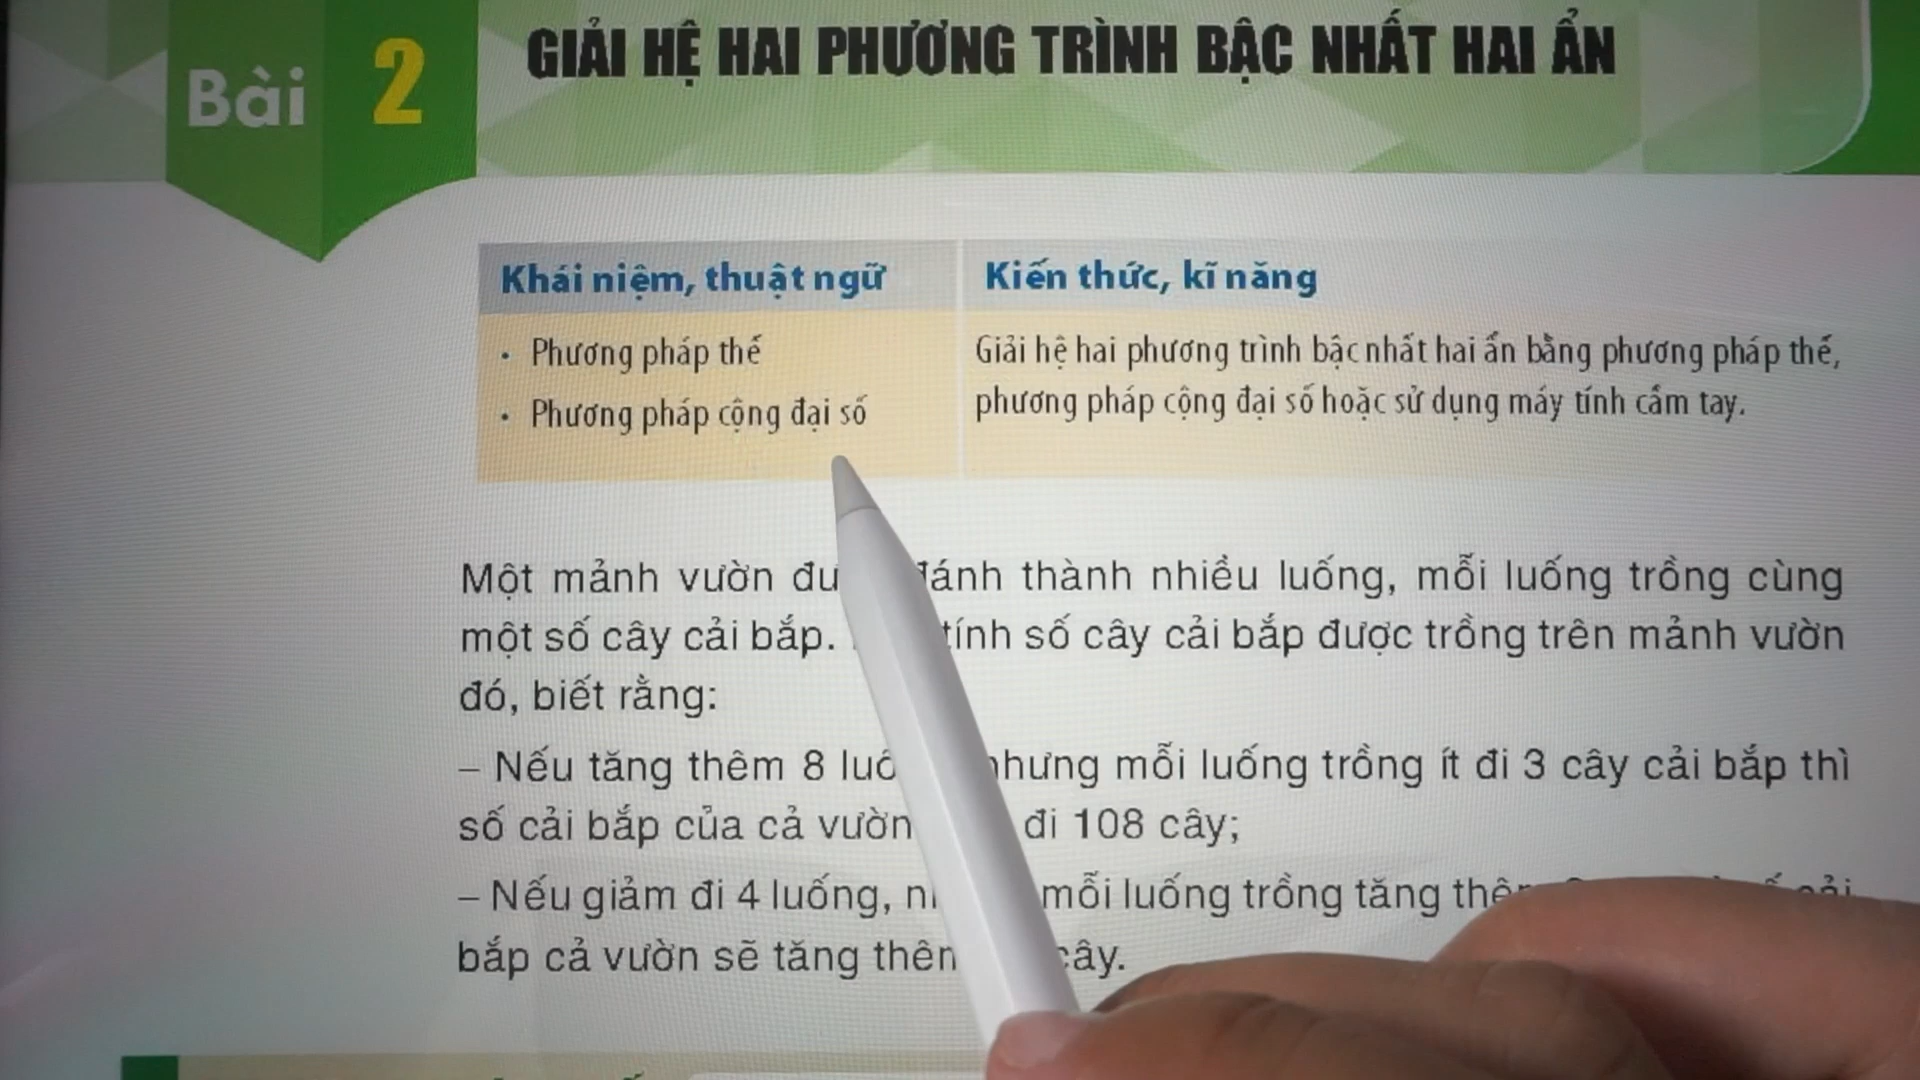 Bài 2
GIẢI HỆ HAI PHƯƠNG TRÌNH BẬC NHẤT HAI ẨN
Khái niệm, thuật ngữ
Kiến thức, kĩ năng
• Phương pháp thế
• Phương pháp cộng đại số
Giải hệ hai phương trình bậc nhất hai ẩn bằng phương pháp thế,
phương pháp cộng đại số hoặc sử dụng máy tính cầm tay.
Một mảnh vườn đánh thành nhiều luống, mỗi luống trồng cùng
một số cây cải bắp. tính số cây cải bắp được trồng trên mảnh vườn
đó, biết rằng:
– Nếu tăng thêm 8 nhưng mỗi luống trồng ít đi 3 cây cải bắp thì
số cải bắp của cả vườn đi 108 cây;
– Nếu giảm đi 4 luống, mỗi luống trồng tăng cải
bắp cả vườn sẽ tăng thêm cây.